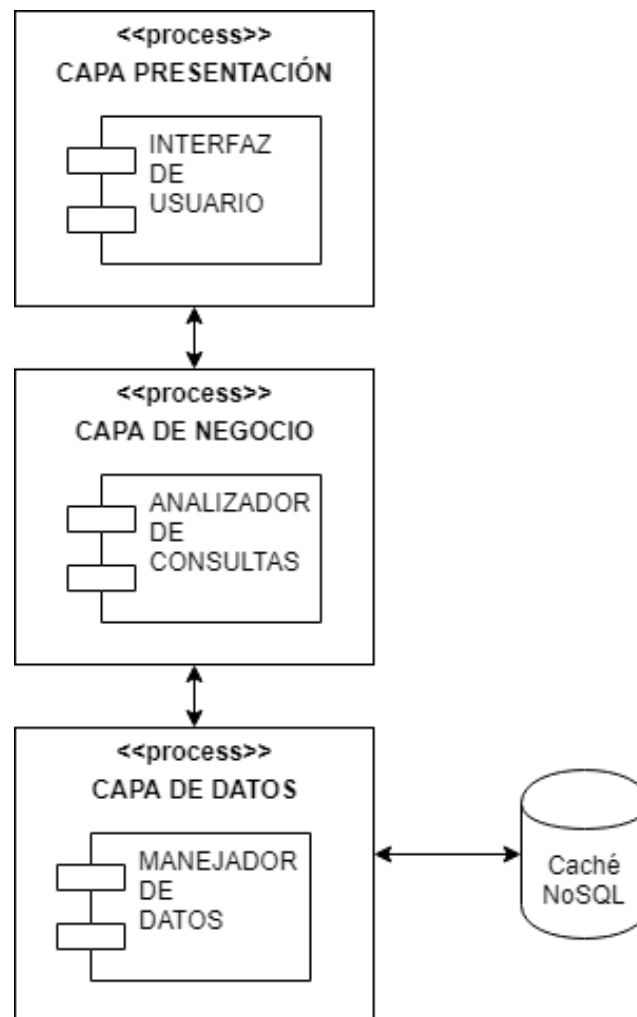 <<process>>
CAPA PRESENTACIÓN
INTERFAZ
DE
USUARIO
<<process>>
CAPA DE NEGOCIO
ANALIZADOR
DE
CONSULTAS
<<process>>
CAPA DE DATOS
MANEJADOR
DE
DATOS
Caché
NoSQL